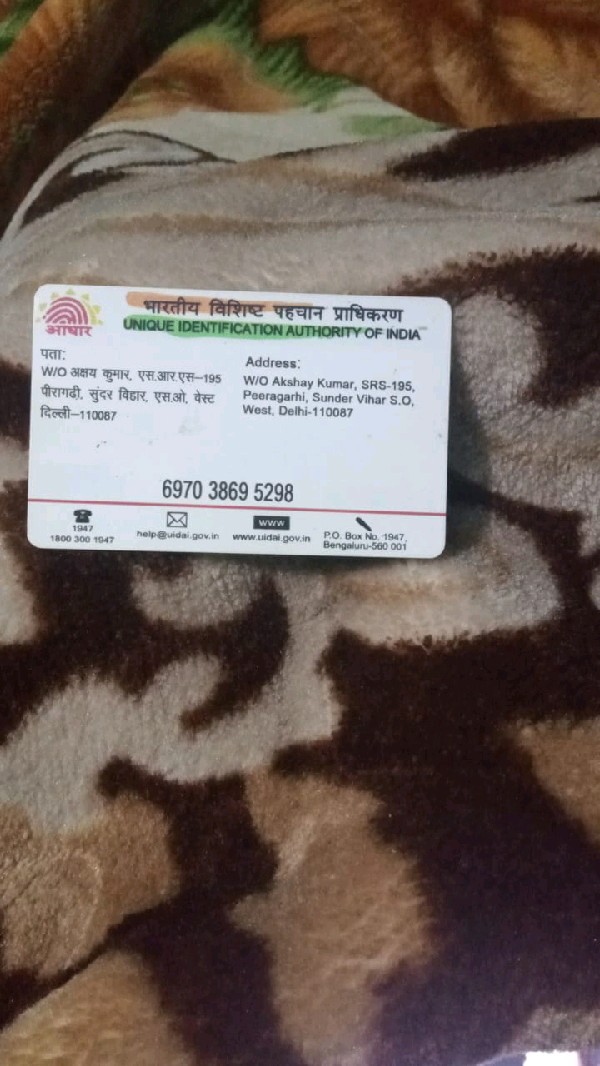 आधार
भारतीय विशिष्ट पहचान प्राधिकरण
UNIQUE IDENTIFICATION AUTHORITY OF INDIA
पता:
W/O अक्षय कुमार, एस.आर.एस-195
पीरागढ़ी, सुंदर विहार, एस.ओ, वेस्ट
दिल्ली-110087
Address:
W/O Akshay Kumar, SRS-195,
Peeragarhi, Sunder Vihar S.O,
West, Delhi-110087
6970 3869 5298
1947
1800 300 1947
help@uidai.gov.in
WWW
www.uidai.gov.in
P.O. Box No. 1947,
Bengaluru-560 001